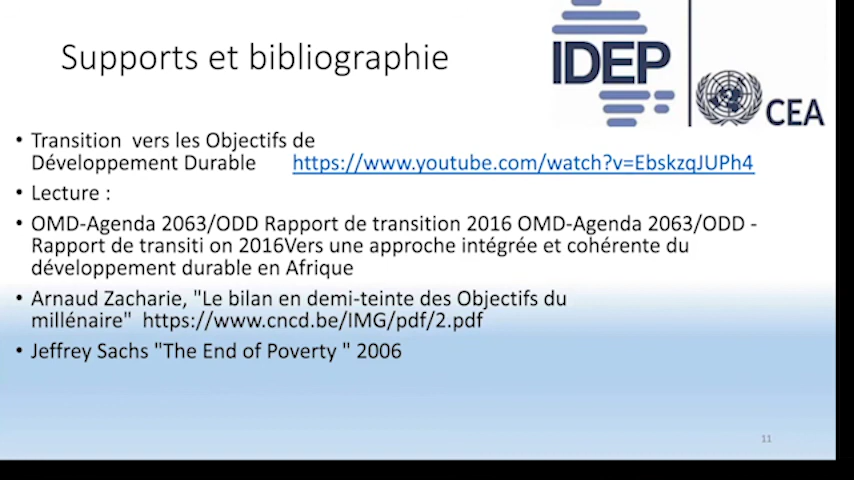 Supports et bibliographie
IDEP
CEA
• Transition vers les Objectifs de
Développement Durable https://www.youtube.com/watch?v=EbskzqJUPh4
• Lecture :
• OMD-Agenda 2063/ODD Rapport de transition 2016 OMD-Agenda 2063/ODD -
Rapport de transiti on 2016Vers une approche intégrée et cohérente du
développement durable en Afrique
• Arnaud Zacharie, "Le bilan en demi-teinte des Objectifs du
millénaire" https://www.cncd.be/IMG/pdf/2.pdf
• Jeffrey Sachs "The End of Poverty " 2006
11